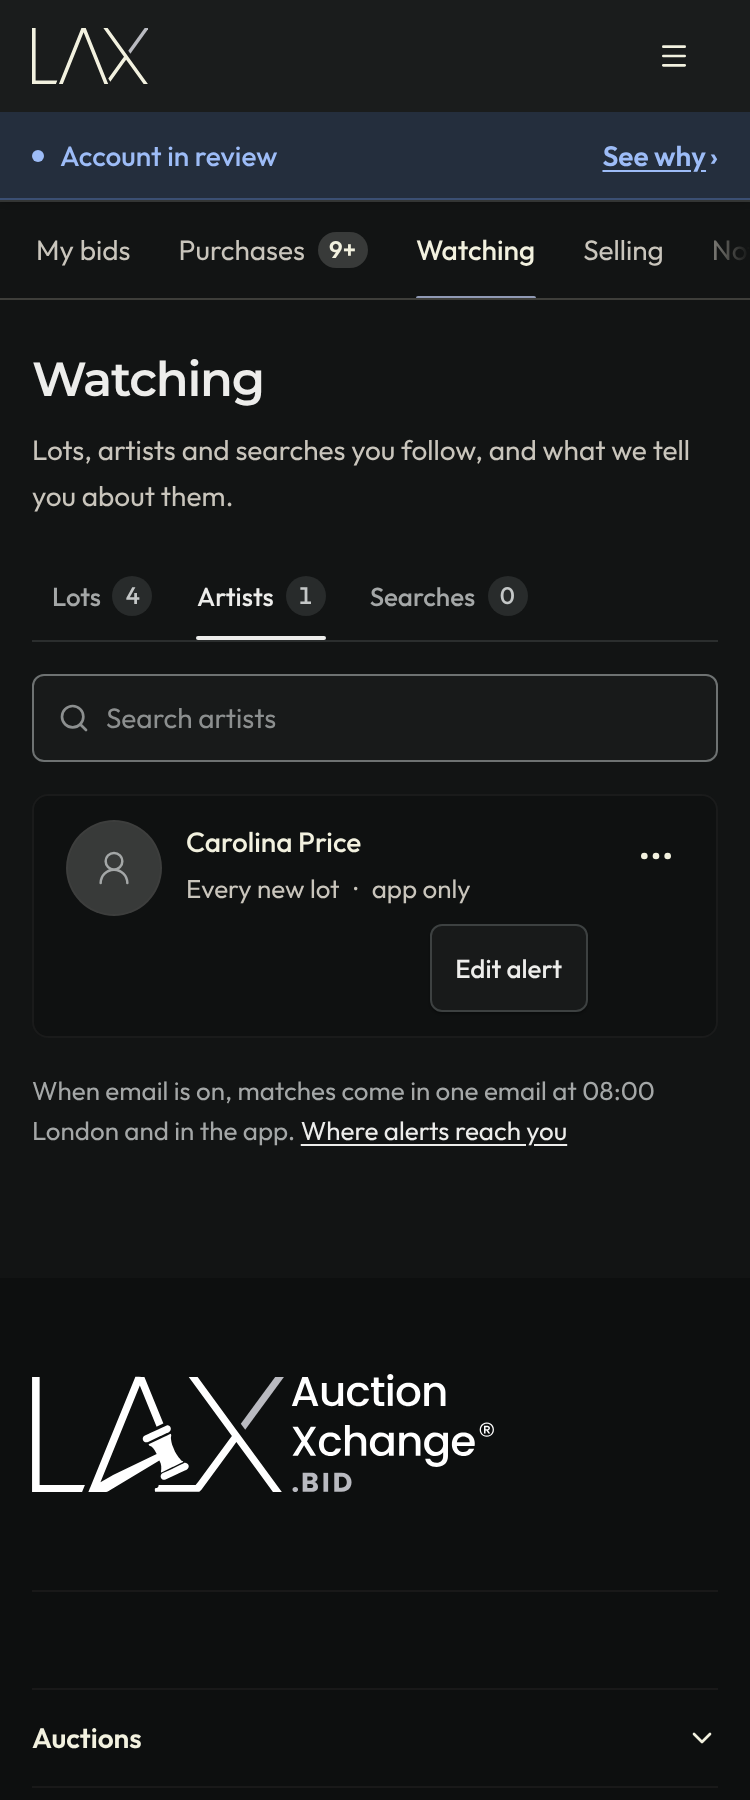 LAX
Account in review See why ›
My bids Purchases 9+ Watching Selling No
Watching
Lots, artists and searches you follow, and what we tell
you about them.
Lots 4 Artists 1 Searches 0
Search artists
Carolina Price
Every new lot · app only
Edit alert
When email is on, matches come in one email at 08:00
London and in the app. Where alerts reach you
LAX Auction
Xchange®
.BID
Auctions